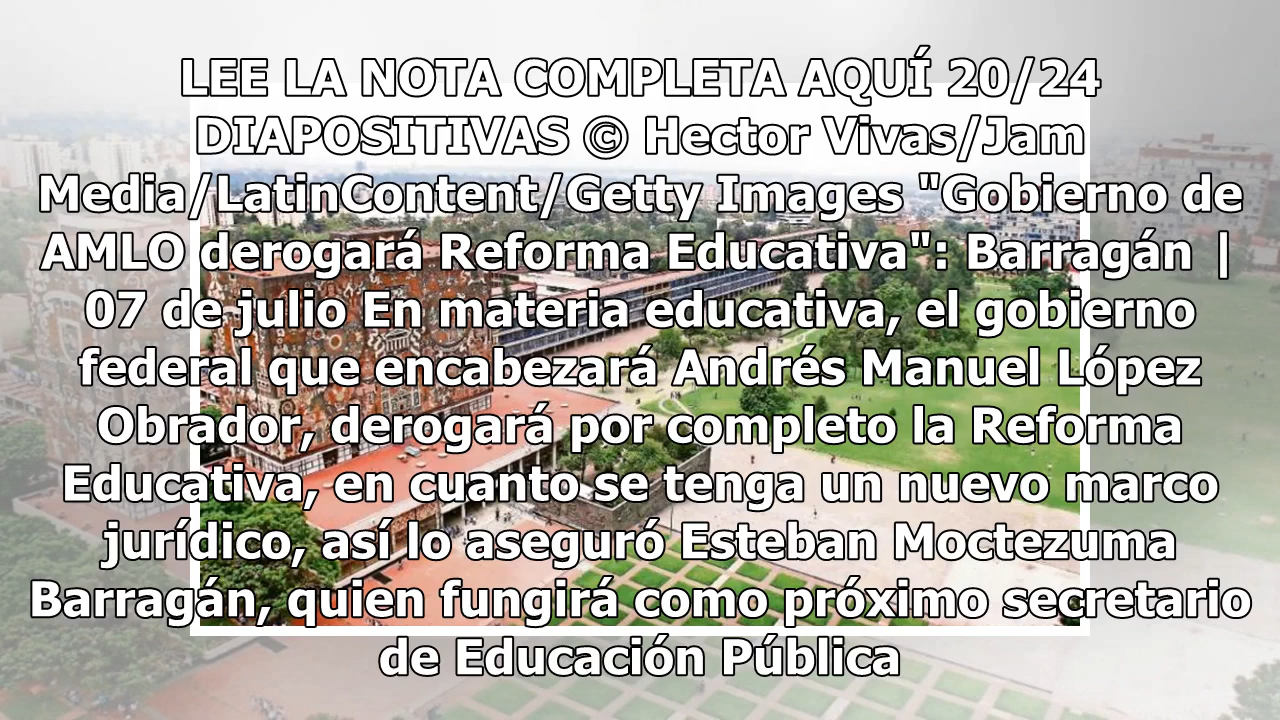 LEE LA NOTA COMPLETA AQUÍ 20/24
DIAPOSITIVAS © Hector Vivas/Jam
Media/LatinContent/Getty Images "Gobierno de
AMLO derogará Reforma Educativa": Barragán |
07 de julio En materia educativa, el gobierno
federal que encabezará Andrés Manuel López
Obrador, derogará por completo la Reforma
Educativa, en cuanto se tenga un nuevo marco
jurídico, así lo aseguró Esteban Moctezuma
Barragán, quien fungirá como próximo secretario
de Educación Pública